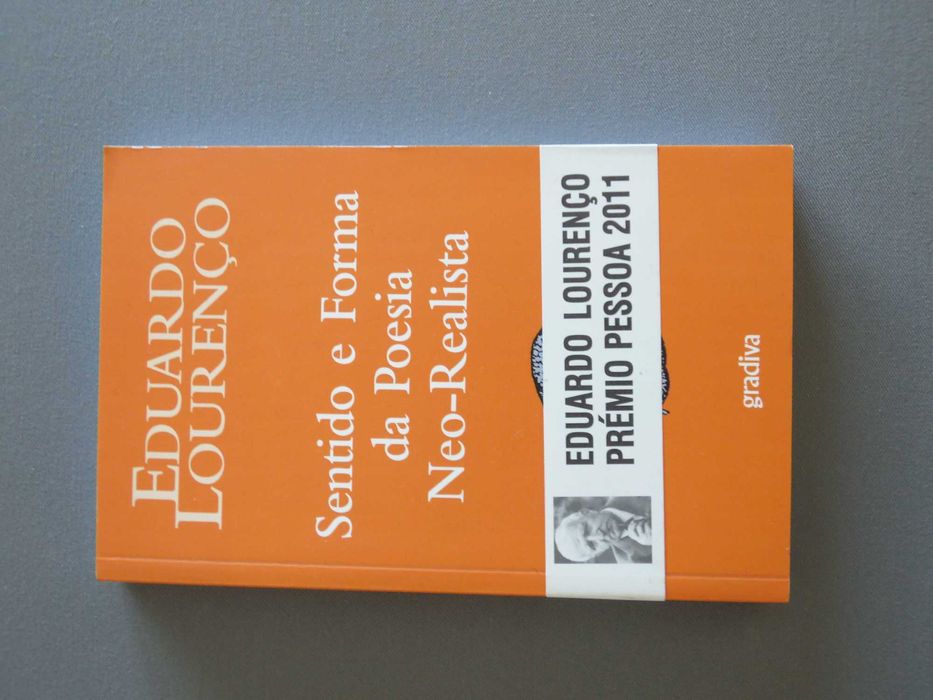 EDUARDO
LOURENÇO
Sentido e Forma
da Poesia
Neo-Realista
EDUARDO LOURENÇO
PRÉMIO PESSOA 2011
gradiva